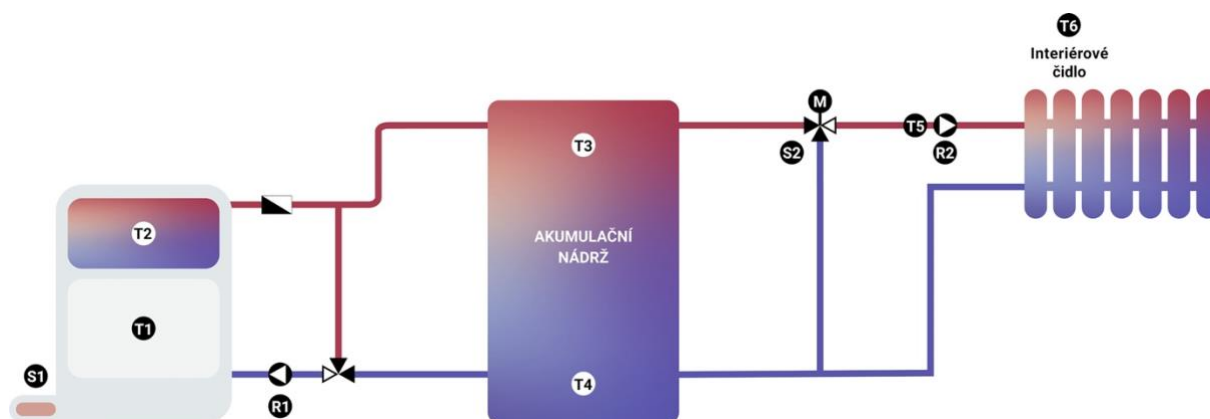 T6
Interiérové
čidlo
M
T3
S2
T5
R2
T2
AKUMULAČNÍ
NÁDRŽ
T1
S1
R1
T4